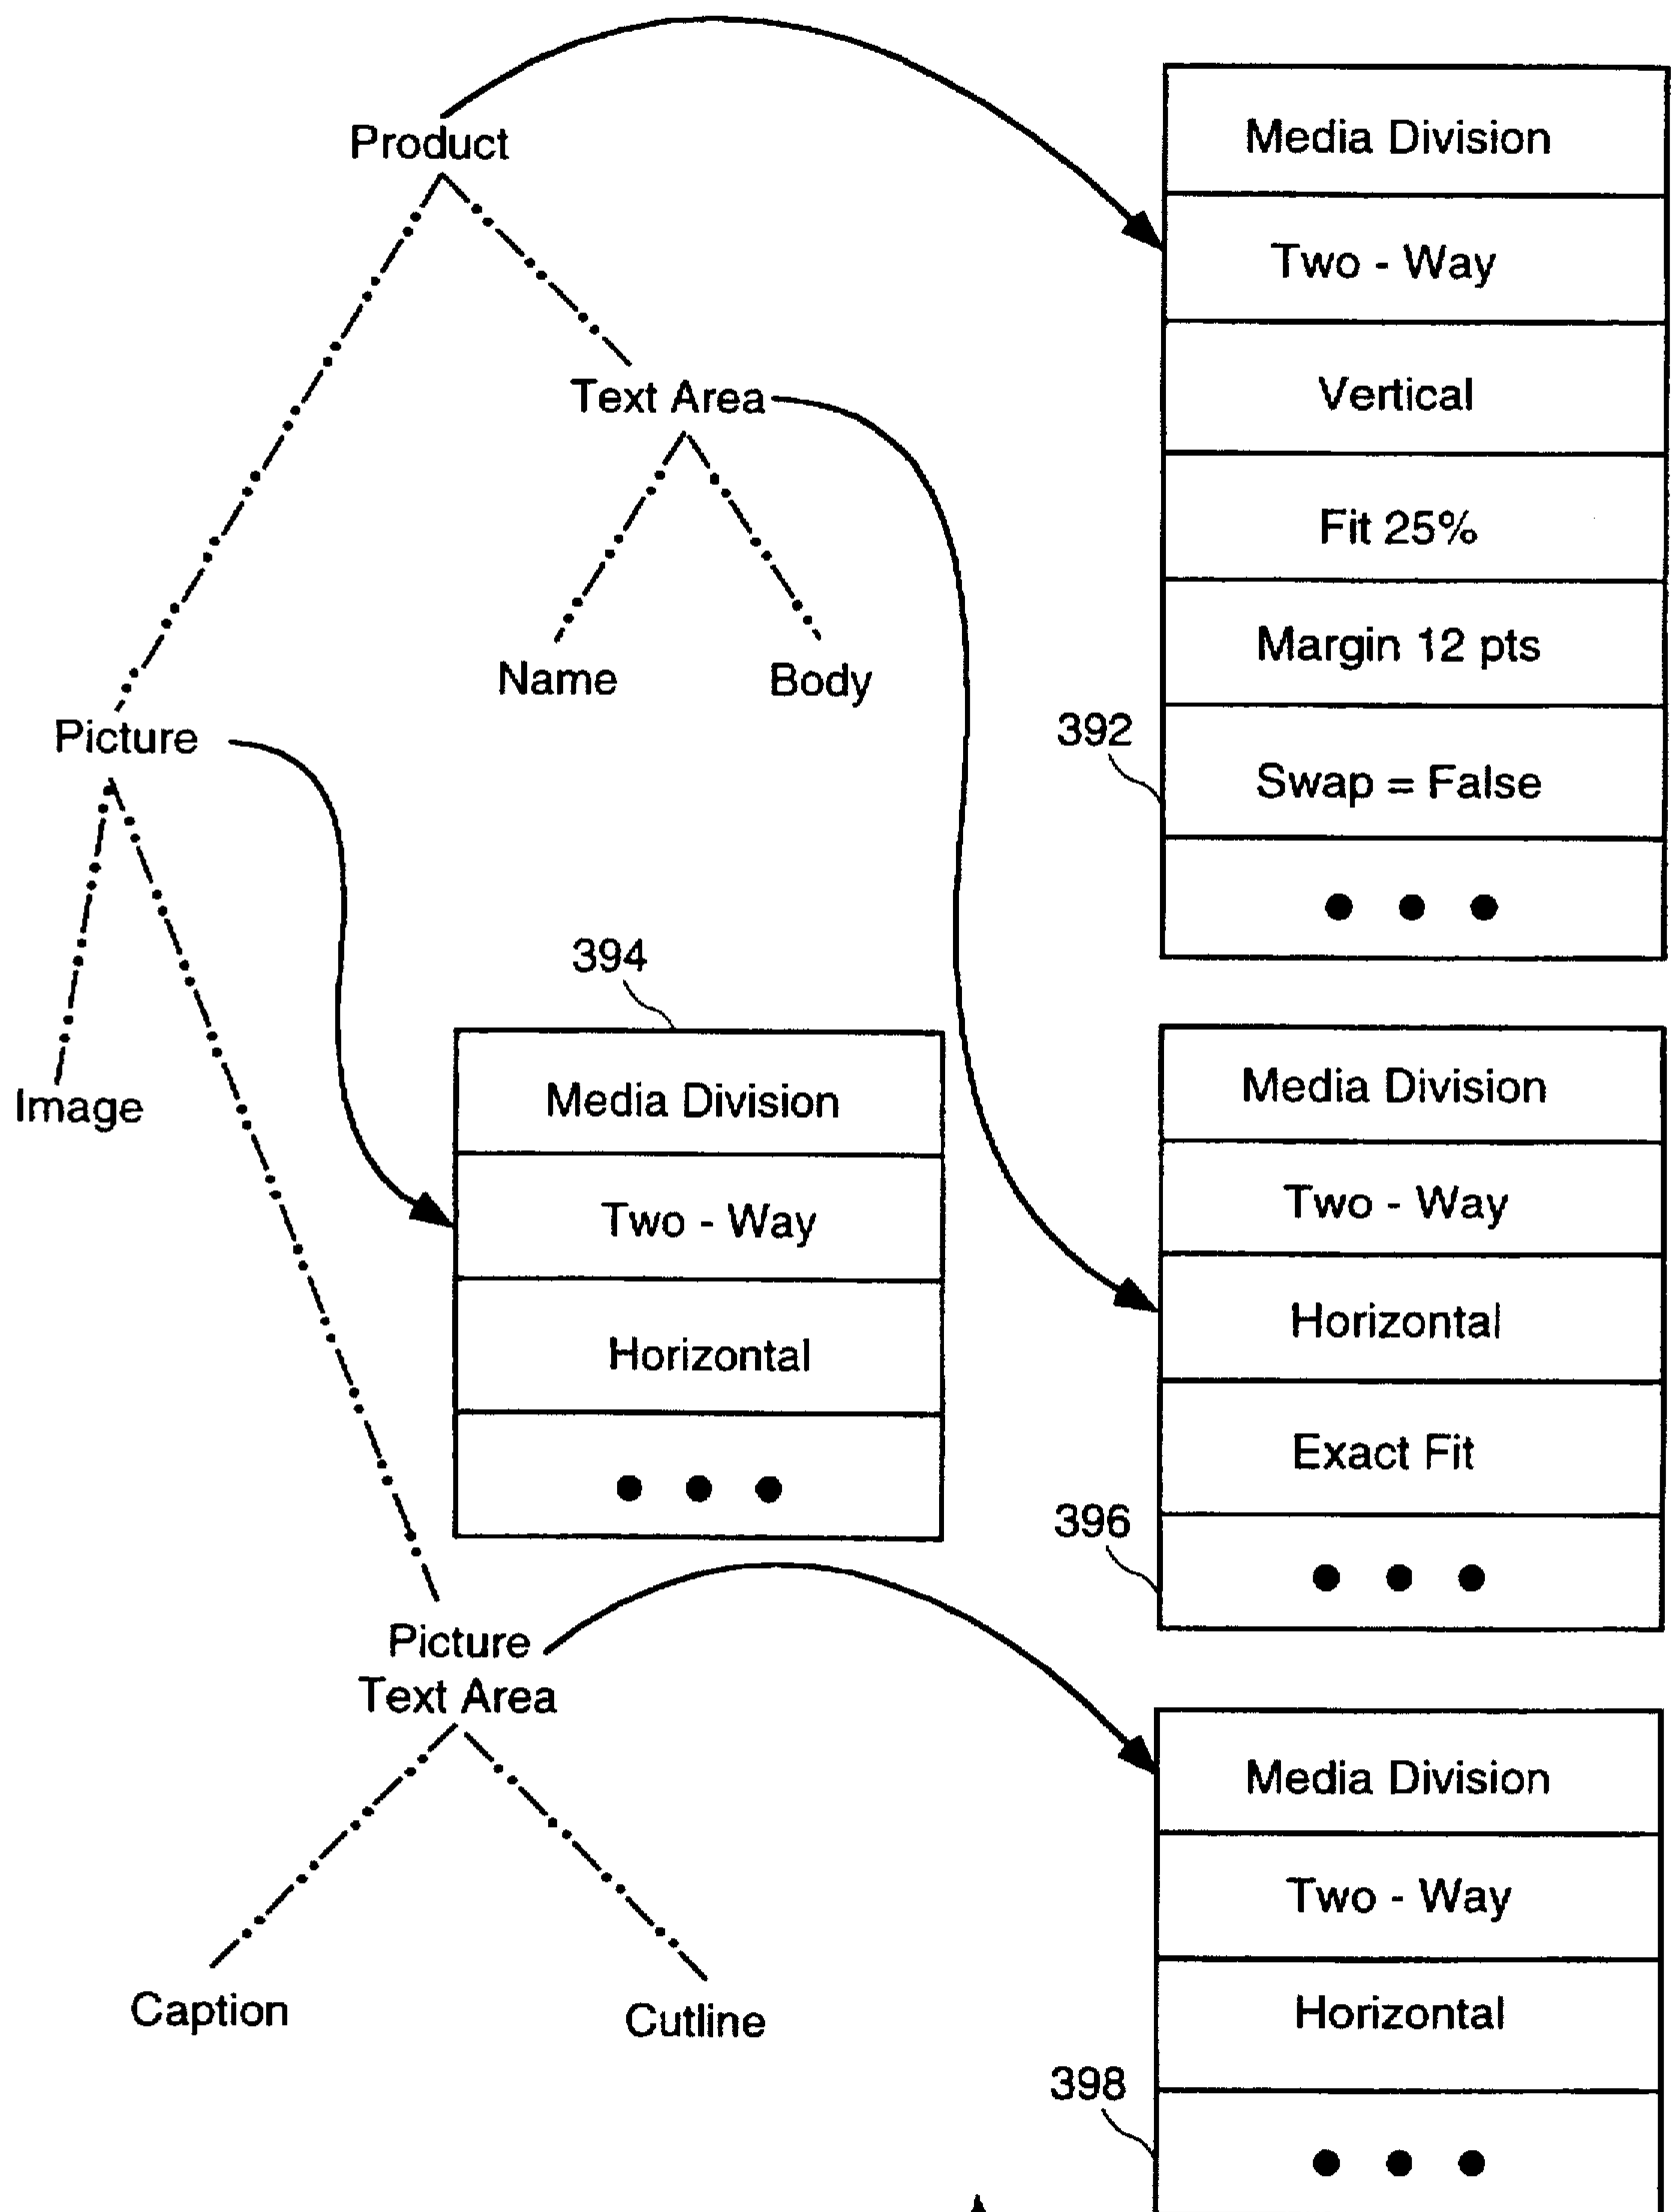 Product
Text Area
Name
Body
Picture
Image
Picture
Text Area
Caption
Cutline
Media Division
Two - Way
Vertical
Fit 25%
Margin 12 pts
392
Swap = False
394
Media Division
Two - Way
Horizontal
Media Division
Two - Way
Horizontal
Exact Fit
396
Media Division
Two - Way
Horizontal
398